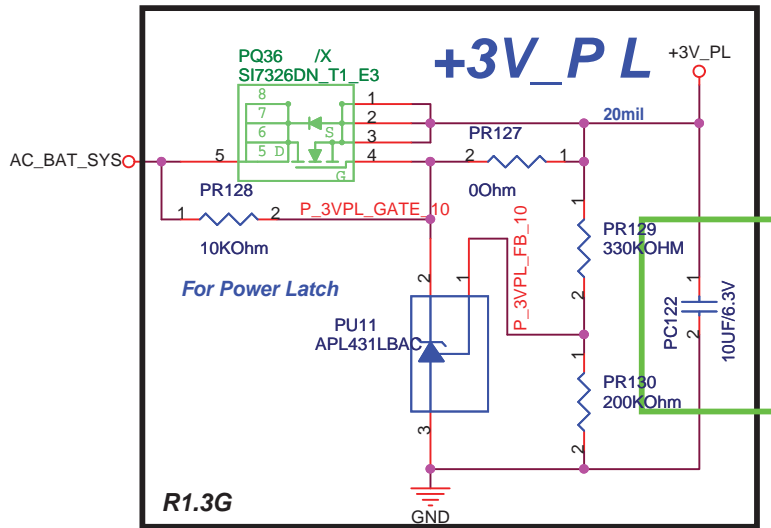 +3V_P L
+3V_PL
PQ36 /X
SI7326DN_T1_E3
8
7
6
5 D
S
G
1
2
3
4
5
20mil
AC_BAT_SYS
PR127
2 1
0Ohm
PR128
1 2
10KOhm
P_3VPL_GATE_10
P_3VPL_FB_10
1
PR129
330KOHM
2
For Power Latch
2
1
PU11
APL431LBAC
3
1
PC122
10UF/6.3V
2
1
PR130
200KOhm
2
R1.3G
GND